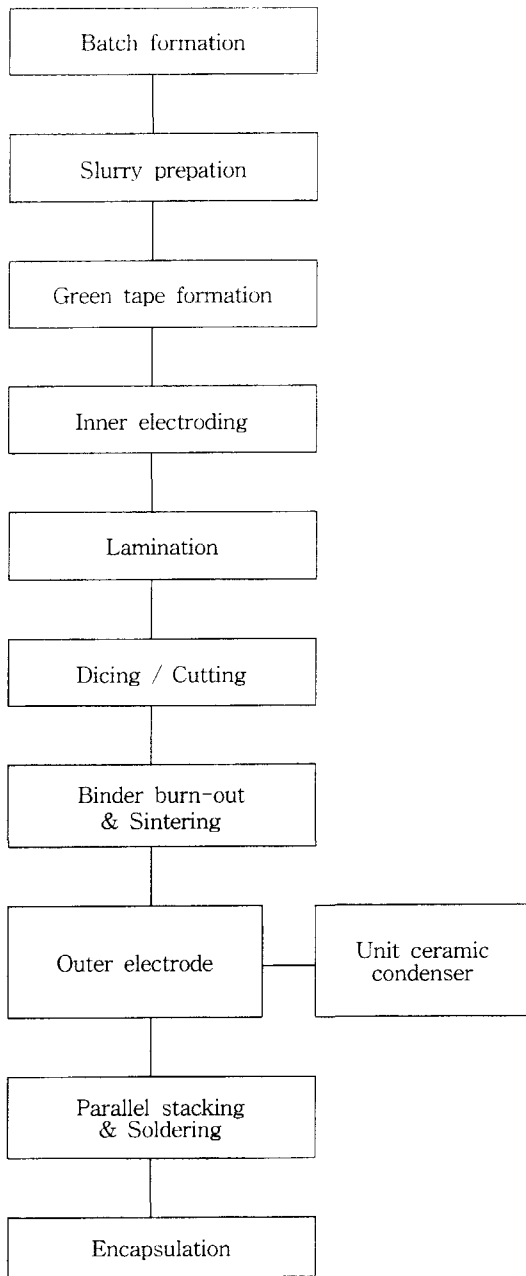 Batch formation
Slurry prepation
Green tape formation
Inner electroding
Lamination
Dicing / Cutting
Binder burn-out
& Sintering
Outer electrode
Unit ceramic
condenser
Parallel stacking
& Soldering
Encapsulation